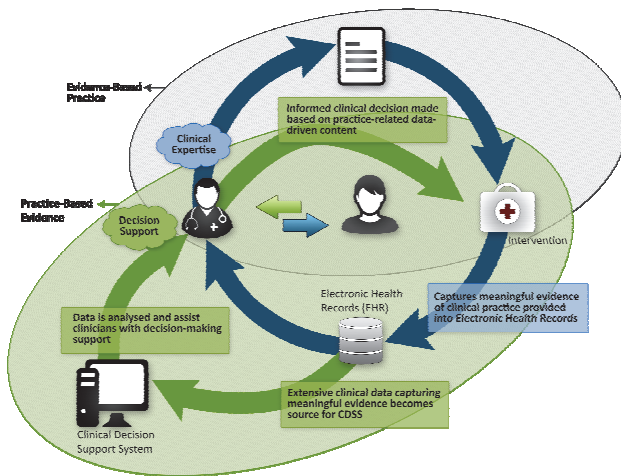 Evidence-Based
Practice
Clinical
Expertise
Informed clinical decision made
based on practice-related data-
driven content
Practice-Based
Evidence
Decision
Support
Intervention
Electronic Health
Records (EHR)
Captures meaningful evidence
of clinical practice provided
into Electronic Health Records
Data is analysed and assist
clinicians with decision-making
support
Extensive clinical data capturing
meaningful evidence becomes
source for CDSS
Clinical Decision
Support System